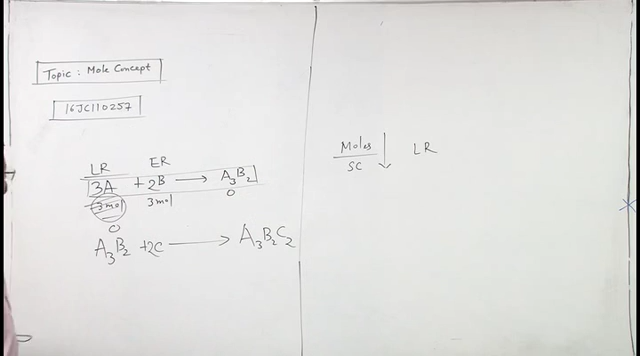 Topic : Mole Concept
16JC110257
LR ER
3A + 2B → A₃B₂
3mol 3mol 0
0
A₃B₂ + 2C → A₃B₂C₂
Moles
SC
↓ LR